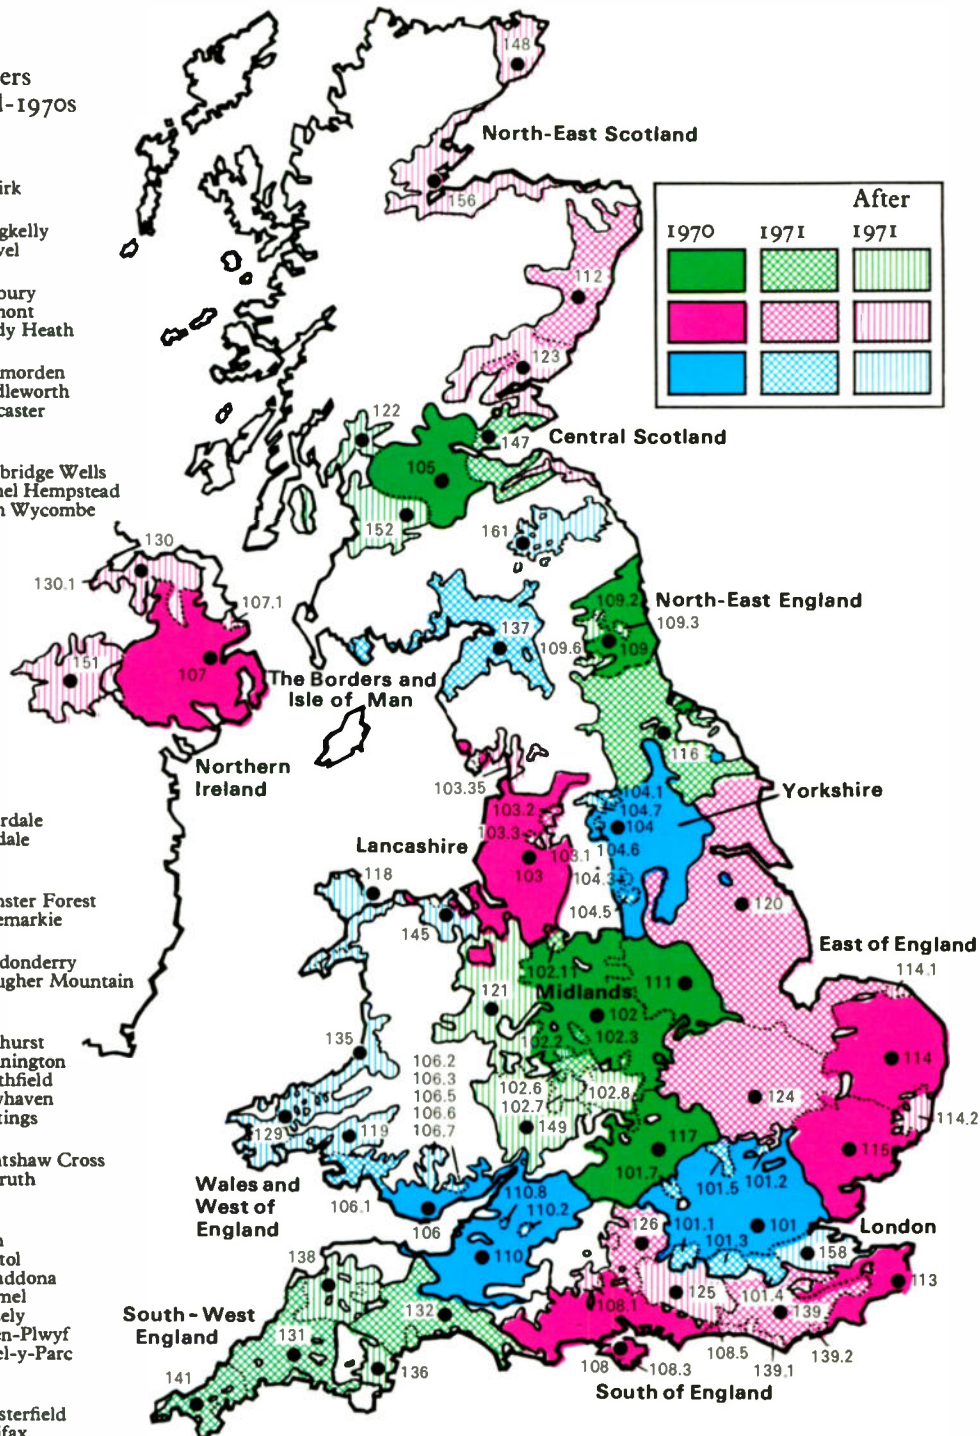 ers
-1970s
irk
gkelly
vel
bury
mont
dy Heath
morden
dleworth
caster
bridge Wells
nel Hempstead
n Wycombe
rdale
dale
nster Forest
emarkie
donderry
ugher Mountain
hurst
nnington
thfield
vhaven
tings
ntshaw Cross
ruth
n
tol
addona
mel
ely
en-Plwyf
el-y-Parc
sterfield
ifax
After
1970 1971 1971
148
North-East Scotland
156
112
123
122
147
Central Scotland
105
152
161
130
130.1
107.1
151
107
137
109.2
North-East England
109.3
109.6
109
The Borders and
Isle of Man
116
Northern
Ireland
103.35
Yorkshire
104.1
104.7
104
103.2
103.3
103.1
104.6
103
104.3
104.5
Lancashire
118
145
120
East of England
114.1
102.11
Midlands
111
121
102
102.2
102.3
135
114
106.2
106.3
106.5
106.6
106.7
102.6
102.7
102.8
124
114.2
129
119
149
117
115
101.7
101.5
101.2
Wales and
West of
England
106.1
106
110.8
110.2
110
126
101.1
101.3
101
London
158
113
138
South-West
England
132
108.1
125
101.4
139
131
136
141
108
108.3
108.5
139.1
139.2
South of England